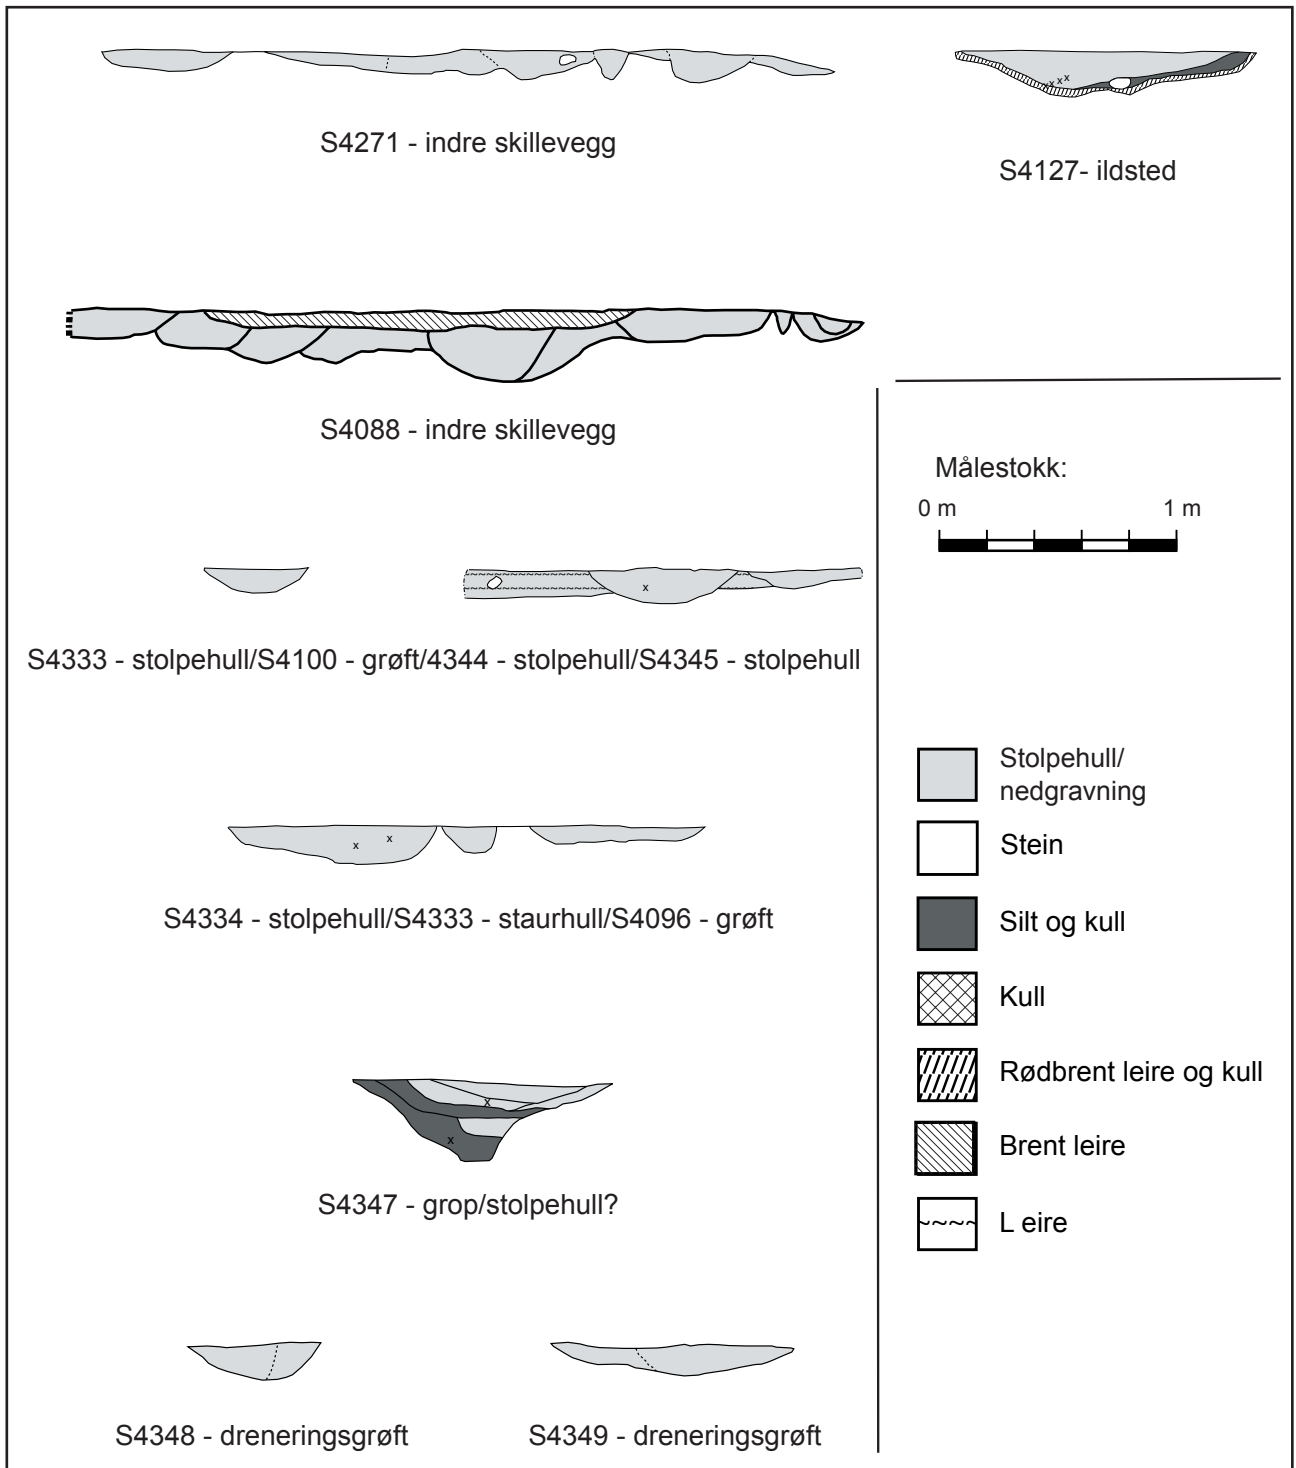 S4271 - indre skillevegg
S4127- ildsted
S4088 - indre skillevegg
Målestokk:
0 m 1 m
S4333 - stolpehull/S4100 - grøft/4344 - stolpehull/S4345 - stolpehull
S4334 - stolpehull/S4333 - staurhull/S4096 - grøft
S4347 - grop/stolpehull?
S4348 - dreneringsgrøft
S4349 - dreneringsgrøft
Stolpehull/
nedgravning
Stein
Silt og kull
Kull
Rødbrent leire og kull
Brent leire
L eire